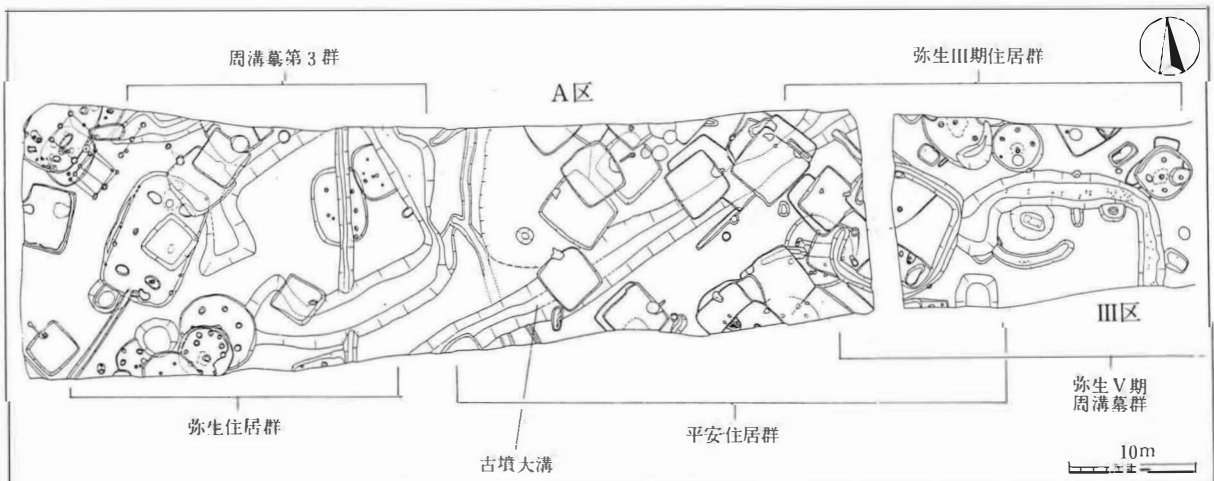 周溝墓第3群
A区
弥生III期住居群
III区
弥生V期
周溝墓群
弥生住居群
平安住居群
古墳大溝
10m